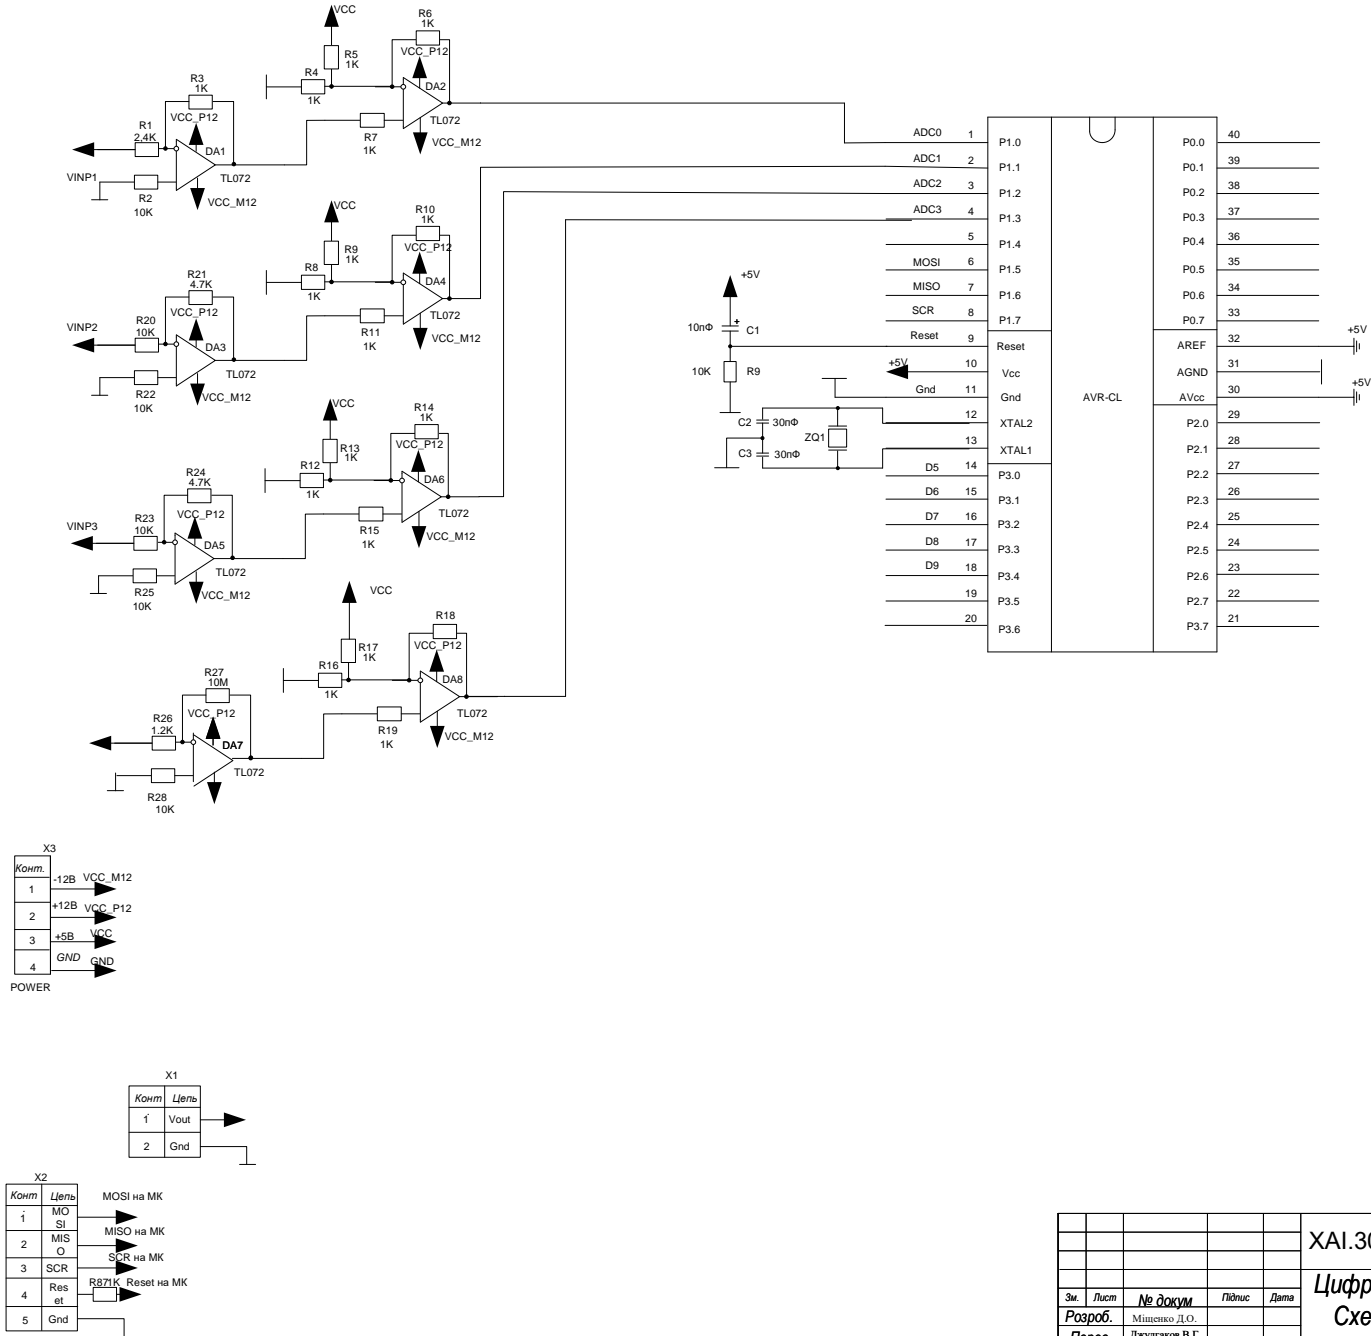 VCC
R6
1K
VCC_P12
R5
1K
R4
1K
DA2
TL072
R7
1K
VCC_M12
R3
1K
VCC_P12
R1
2,4K
DA1
TL072
VINP1
R2
10K
VCC_M12
VCC
R10
1K
VCC_P12
R9
1K
R8
1K
DA4
TL072
R11
1K
VCC_M12
R21
4.7K
VCC_P12
VINP2
R20
10K
DA3
TL072
R22
10K
VCC_M12
VCC
R14
1K
VCC_P12
R13
1K
R12
1K
DA6
TL072
R15
1K
VCC_M12
R24
4.7K
VCC_P12
VINP3
R23
10K
DA5
TL072
R25
10K
VCC_M12
VCC
R18
VCC_P12
R17
1K
R16
1K
DA8
TL072
R19
1K
VCC_M12
R27
10M
VCC_P12
R26
1.2K
DA7
TL072
R28
10K
ADC0 1 P1.0
ADC1 2 P1.1
ADC2 3 P1.2
ADC3 4 P1.3
5 P1.4
MOSI 6 P1.5
MISO 7 P1.6
SCR 8 P1.7
Reset 9 Reset
+5V 10 Vcc
Gnd 11 Gnd
12 XTAL2
13 XTAL1
D5 14 P3.0
D6 15 P3.1
D7 16 P3.2
D8 17 P3.3
D9 18 P3.4
19 P3.5
20 P3.6
AVR-CL
P0.0 40
P0.1 39
P0.2 38
P0.3 37
P0.4 36
P0.5 35
P0.6 34
P0.7 33
AREF 32 +5V
AGND 31
AVcc 30 +5V
P2.0 29
P2.1 28
P2.2 27
P2.3 26
P2.4 25
P2.5 24
P2.6 23
P2.7 22
P3.7 21
+5V
10пФ C1
10K R9
C2 30пФ
ZQ1
C3 30пФ
X3
Конт.
1 -12В VCC_M12
2 +12В VCC_P12
3 +5В VCC
4 GND GND
POWER
X1
Конт Цепь
1 Vout
2 Gnd
X2
Конт Цепь
1 MO SI MOSI на МК
2 MIS O MISO на МК
3 SCR SCR на МК
4 Res et R871K Reset на МК
5 Gnd
XAI.30
Цифр
Схе
Зм. Лист № докум Підпис Дата
Розроб. Міщенко Д.О.